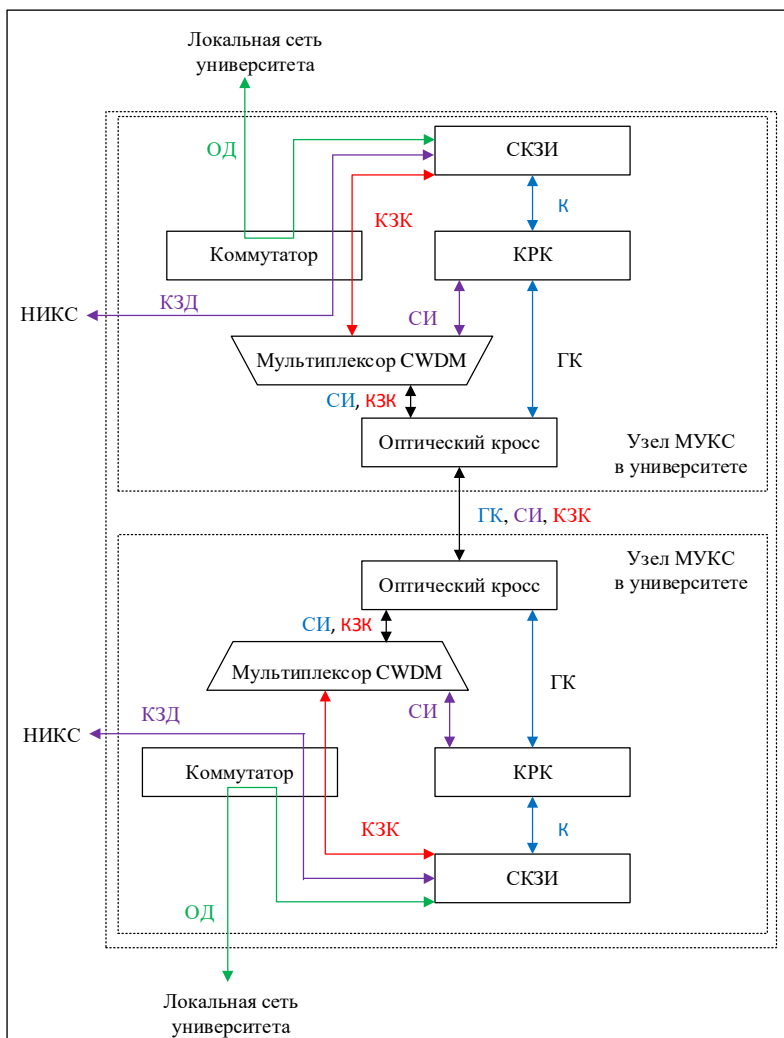 Локальная сеть
университета
ОД
СКЗИ
КЗК
К
Коммутатор
КРК
НИКС
КЗД
СИ
ГК
Мультиплексор CWDM
СИ, КЗК
Оптический кросс
Узел МУКС
в университете
ГК, СИ, КЗК
Узел МУКС
в университете
Оптический кросс
СИ, КЗК
Мультиплексор CWDM
ГК
СИ
КЗД
НИКС
Коммутатор
КРК
КЗК
К
СКЗИ
ОД
Локальная сеть
университета